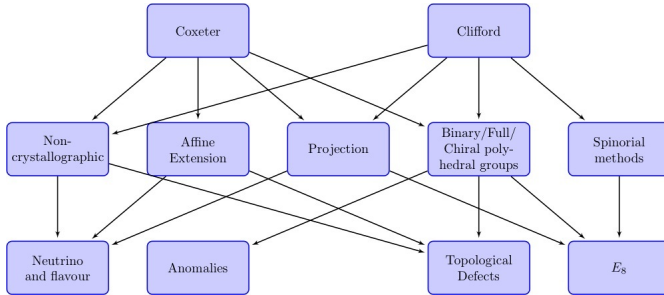 Coxeter
Clifford
Non-
crystallographic
Affine
Extension
Projection
Binary/Full/
Chiral poly-
hedral groups
Spinorial
methods
Neutrino
and flavour
Anomalies
Topological
Defects
E₈